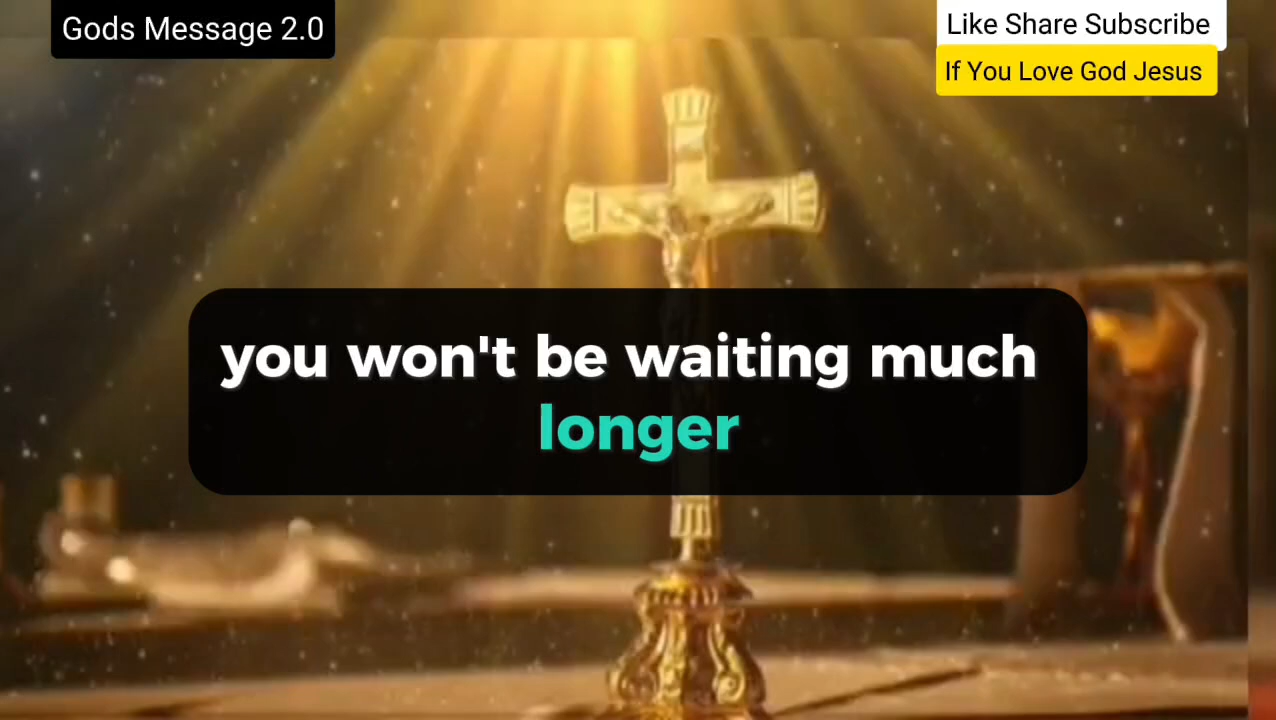 Gods Message 2.0
Like Share Subscribe
If You Love God Jesus
you won't be waiting much
longer